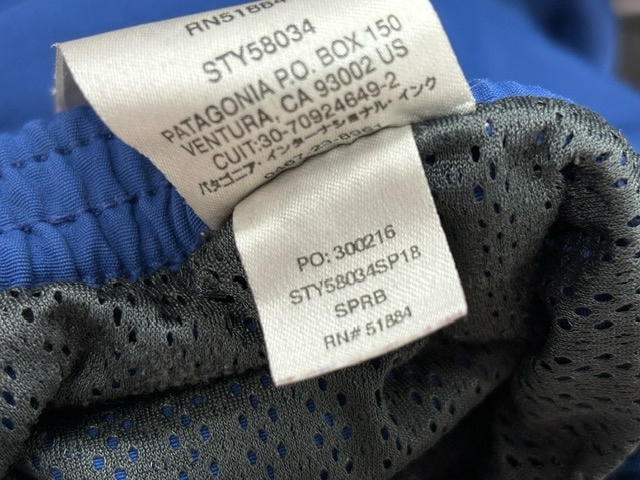 RN51884
STY58034
PATAGONIA P.O. BOX 150
VENTURA, CA 93002 US
CUIT:30-70924649-2
パタゴニア・インターナショナル・インク
PO: 300216
STY58034SP18
SPRB
RN# 51884